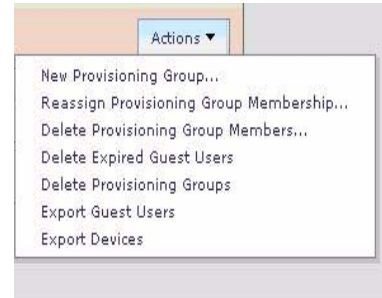 Actions ▼
New Provisioning Group...
Reassign Provisioning Group Membership...
Delete Provisioning Group Members...
Delete Expired Guest Users
Delete Provisioning Groups
Export Guest Users
Export Devices